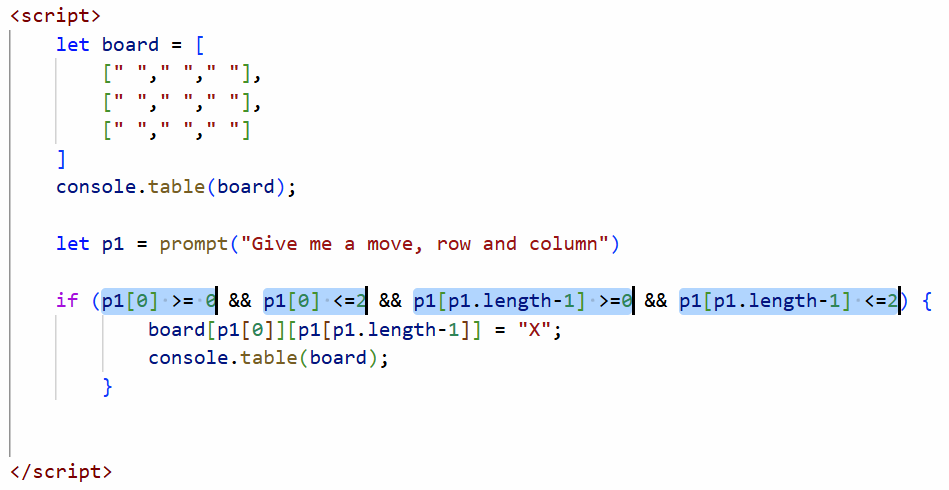 <script>
let board = [
[" "," "," "],
[" "," "," "],
[" "," "," "]
]
console.table(board);
let p1 = prompt("Give me a move, row and column")
if (p1[0] >= 0 && p1[0] <=2 && p1[p1.length-1] >=0 && p1[p1.length-1] <=2) {
board[p1[0]][p1[p1.length-1]] = "X";
console.table(board);
}
</script>